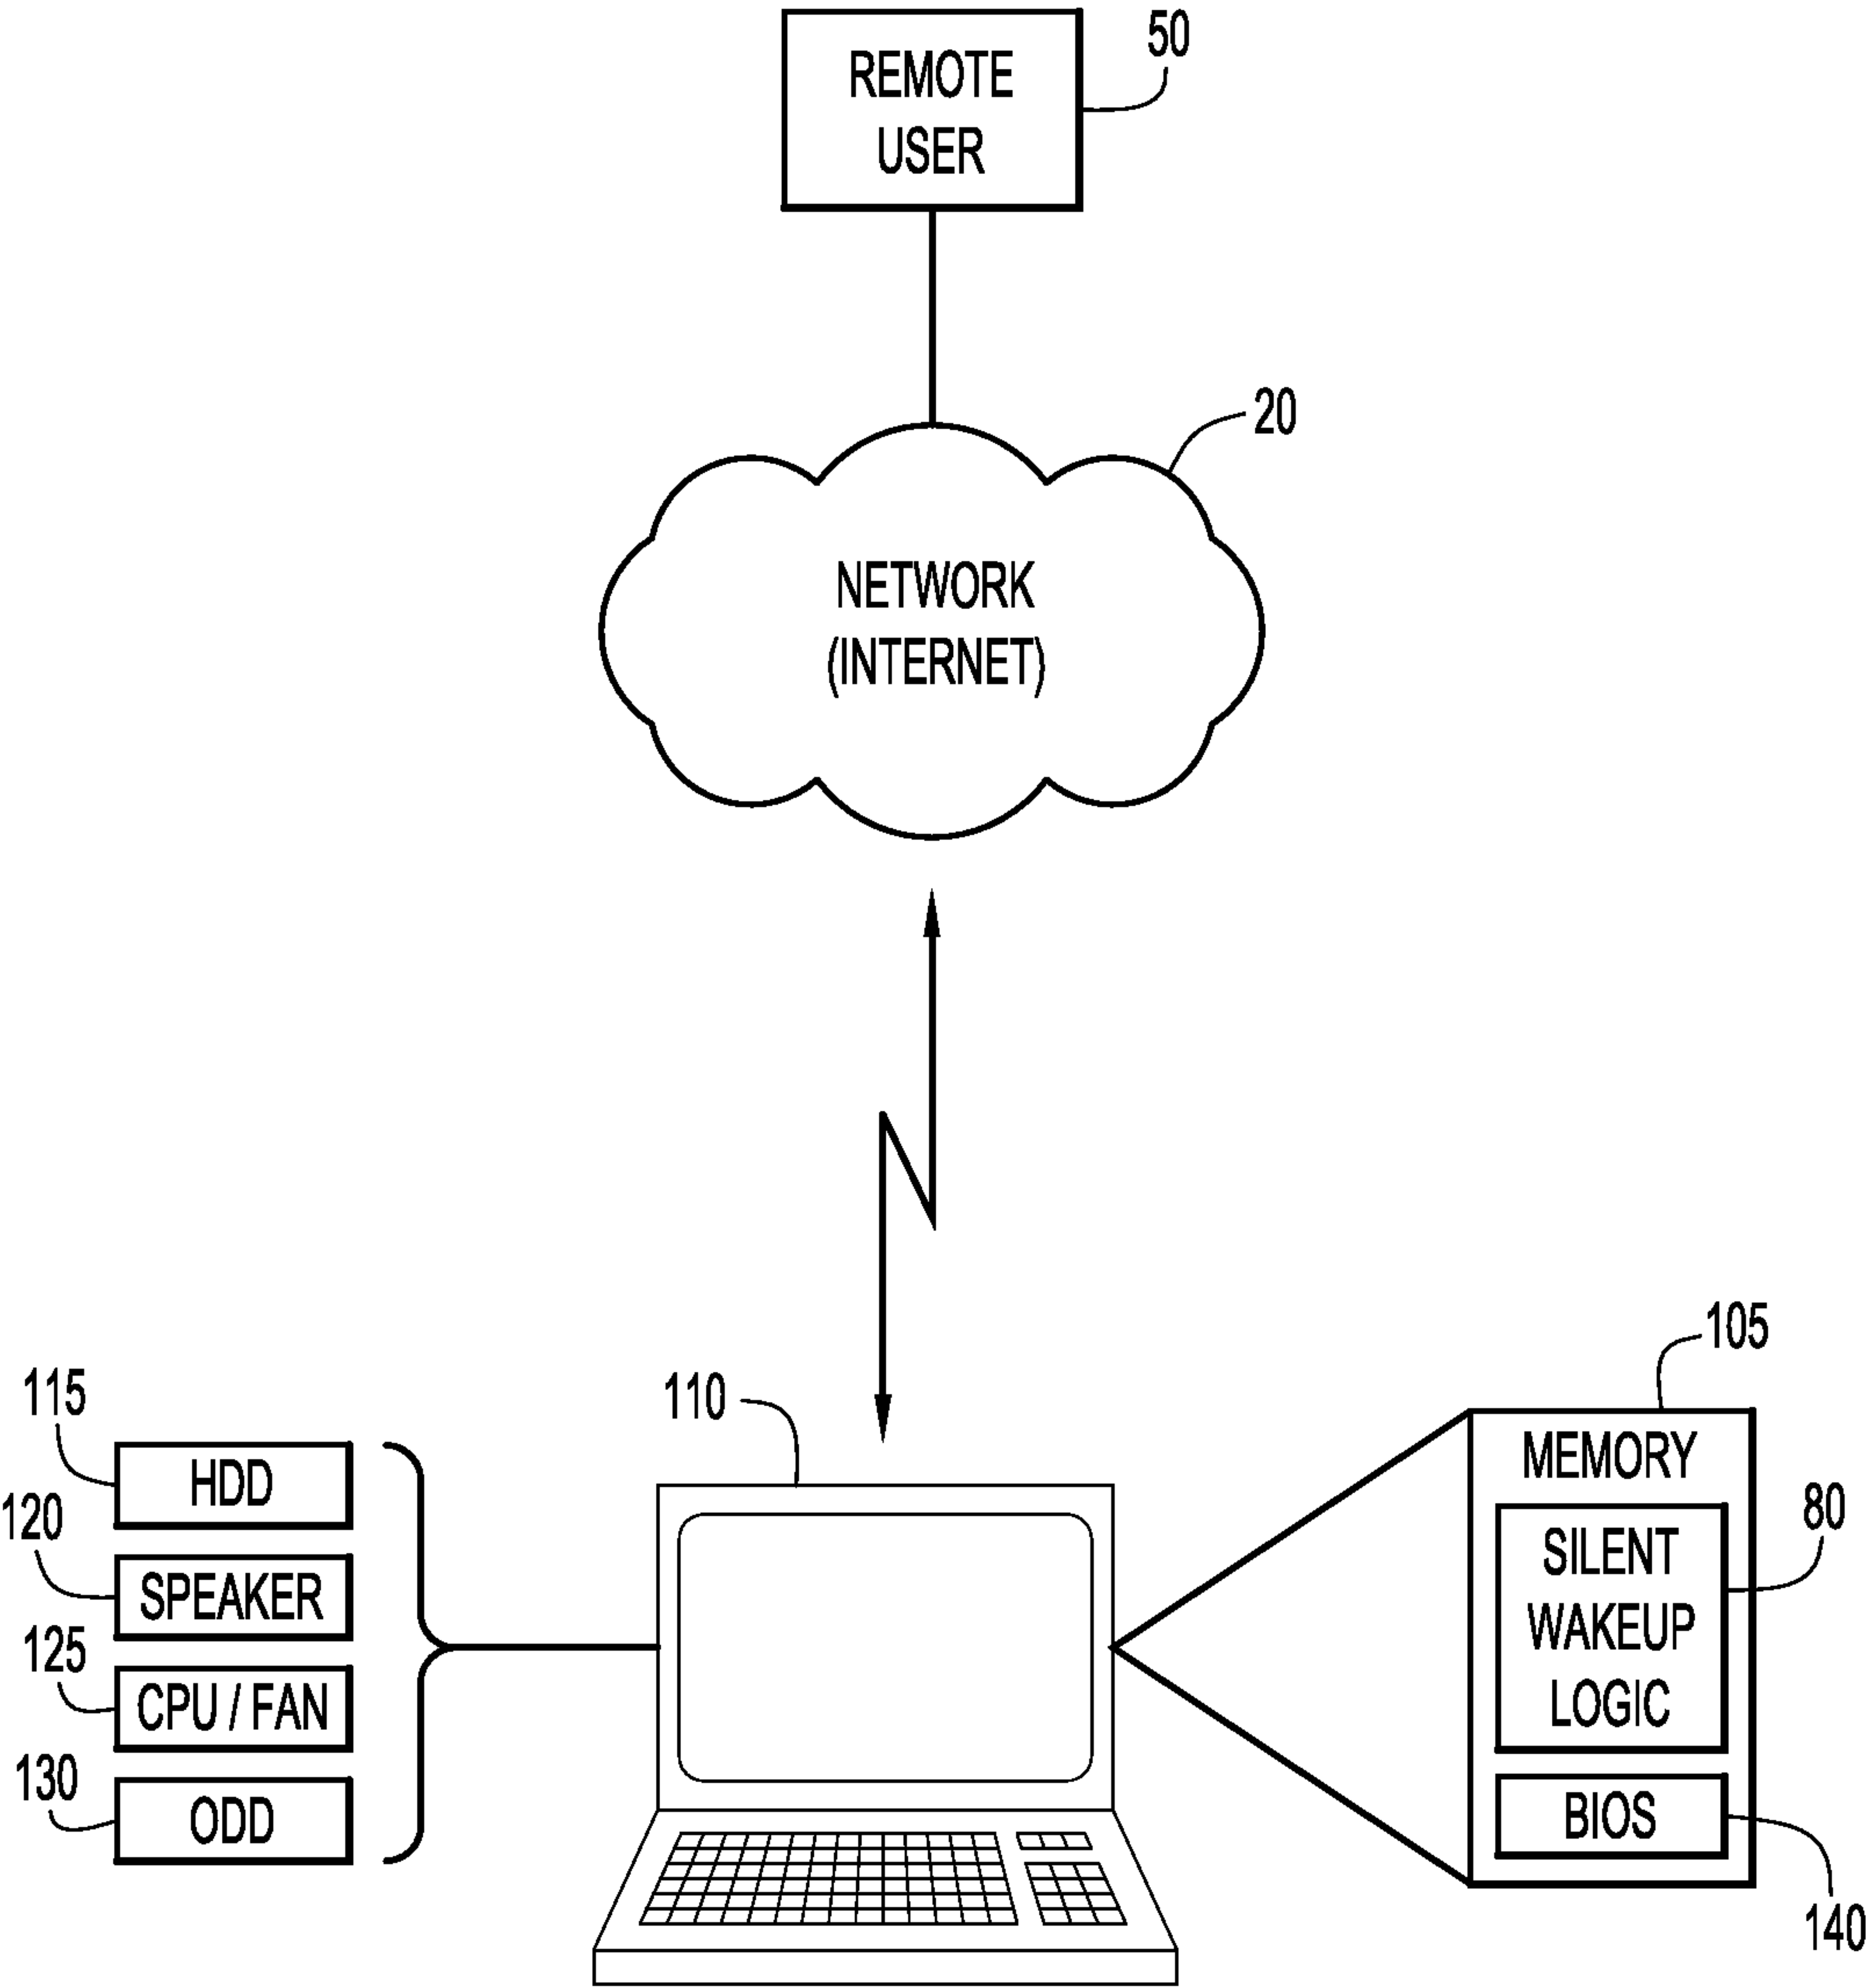 50
REMOTE
USER
20
NETWORK
(INTERNET)
105
115
110
MEMORY
HDD
80
120
SILENT
SPEAKER
WAKEUP
125
CPU / FAN
LOGIC
130
ODD
BIOS
140